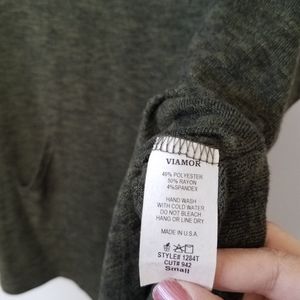 VIAMOR
46% POLYESTER
50% RAYON
4%SPANDEX
HAND WASH
WITH COLD WATER
DO NOT BLEACH
HANG OR LINE DRY
MADE IN U.S.A.
STYLE# 1284T
CUT# 942
Small